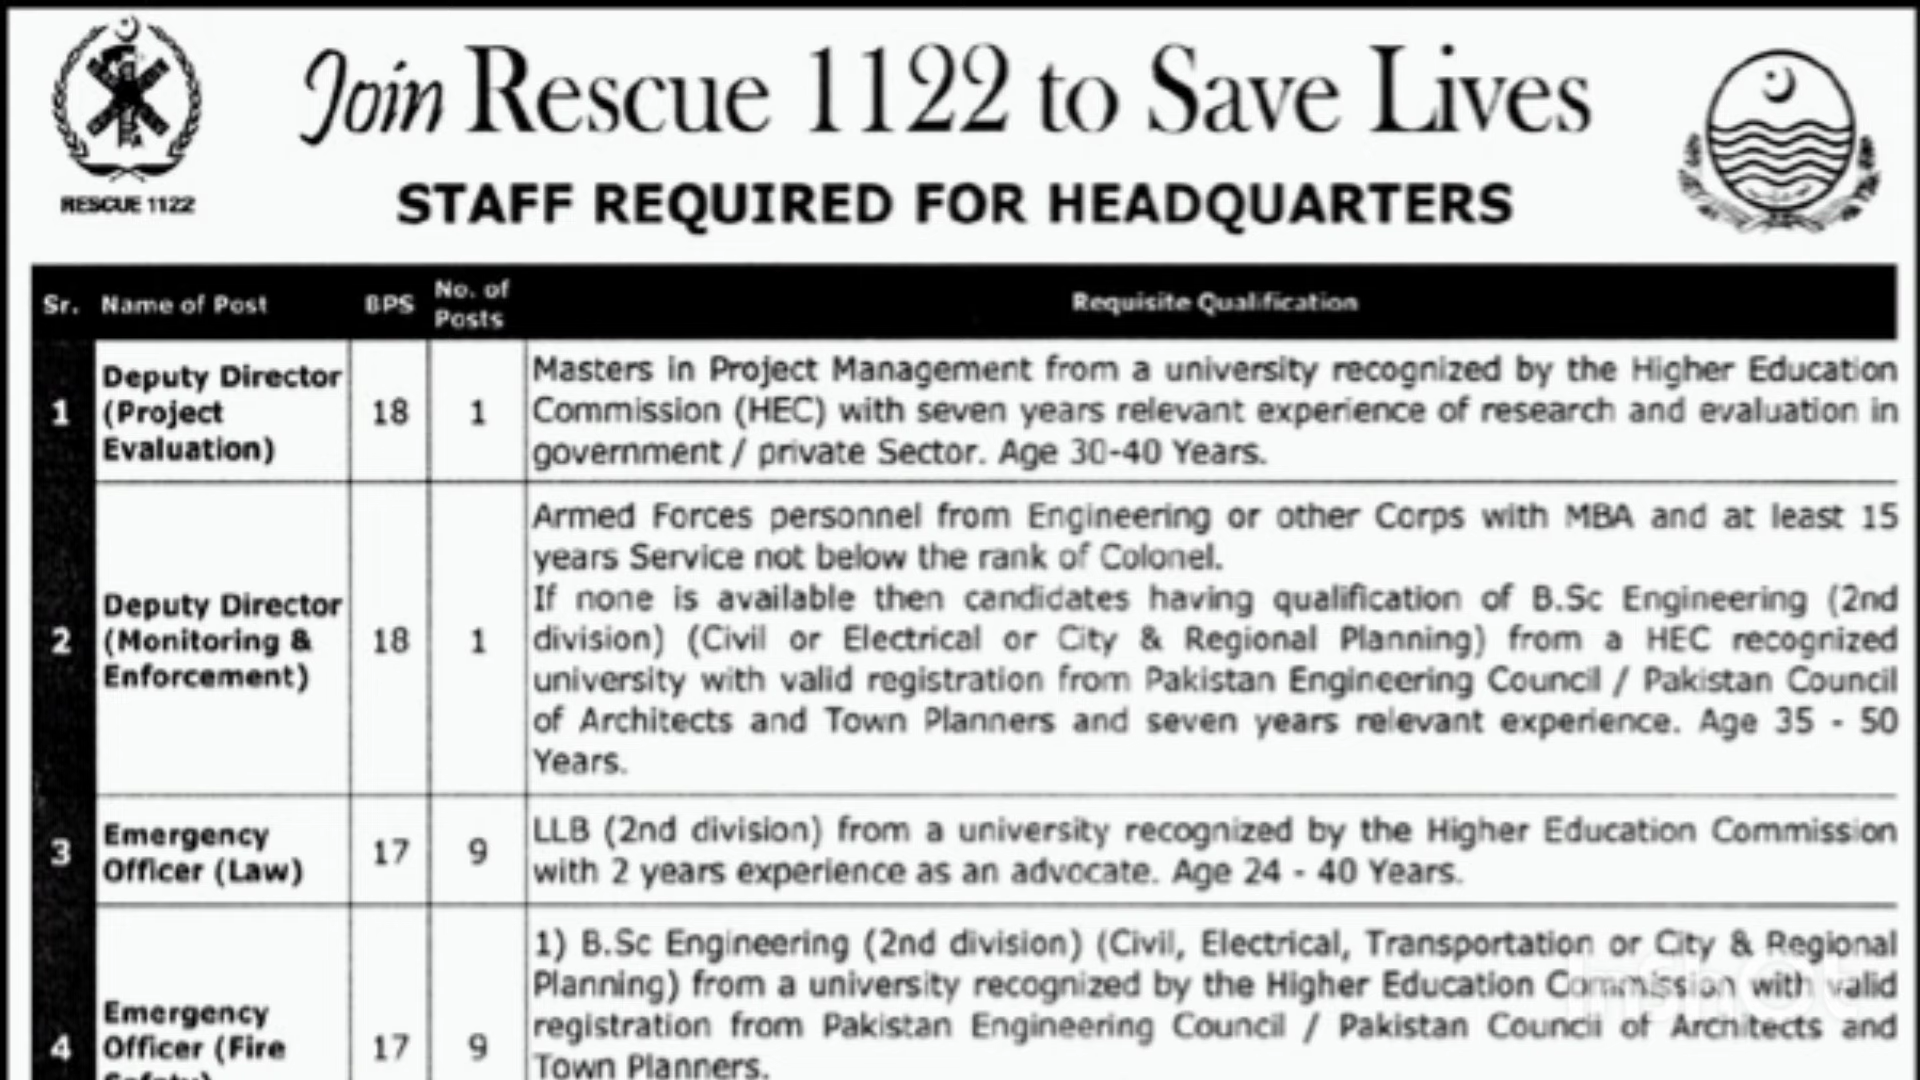 Join Rescue 1122 to Save Lives
RESCUE 1122
STAFF REQUIRED FOR HEADQUARTERS
Sr. Name of Post BPS No. of Posts Requisite Qualification
1
Deputy Director
(Project
Evaluation)
18
1
Masters in Project Management from a university recognized by the Higher Education
Commission (HEC) with seven years relevant experience of research and evaluation in
government / private Sector. Age 30-40 Years.
2
Deputy Director
(Monitoring &
Enforcement)
18
1
Armed Forces personnel from Engineering or other Corps with MBA and at least 15
years Service not below the rank of Colonel.
If none is available then candidates having qualification of B.Sc Engineering (2nd
division) (Civil or Electrical or City & Regional Planning) from a HEC recognized
university with valid registration from Pakistan Engineering Council / Pakistan Council
of Architects and Town Planners and seven years relevant experience. Age 35 - 50
Years.
3
Emergency
Officer (Law)
17
9
LLB (2nd division) from a university recognized by the Higher Education Commission
with 2 years experience as an advocate. Age 24 - 40 Years.
4
Emergency
Officer (Fire
Safety)
17
9
1) B.Sc Engineering (2nd division) (Civil, Electrical, Transportation or City & Regional
Planning) from a university recognized by the Higher Education Commission with valid
registration from Pakistan Engineering Council / Pakistan Council of Architects and
Town Planners.